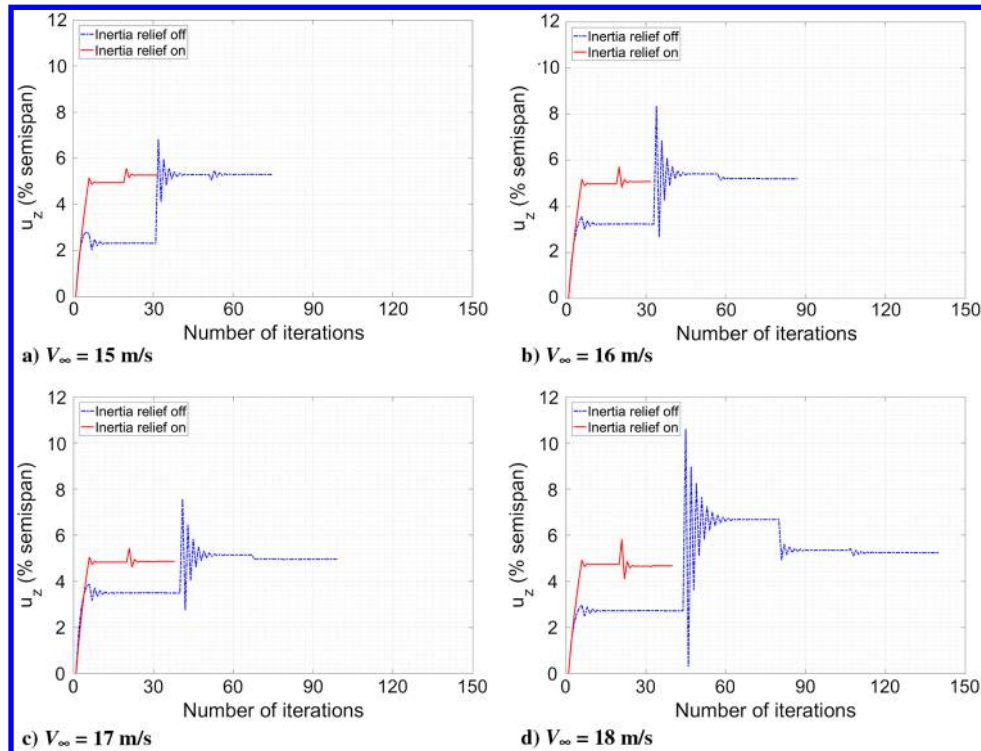 12
10
8
6
4
2
0
u_z (% semispan)
Inertia relief off
Inertia relief on
0 30 60 90 120 150
Number of iterations
a) V∞ = 15 m/s
12
10
8
6
4
2
0
u_z (% semispan)
Inertia relief off
Inertia relief on
0 30 60 90 120 150
Number of iterations
b) V∞ = 16 m/s
12
10
8
6
4
2
0
u_z (% semispan)
Inertia relief off
Inertia relief on
0 30 60 90 120 150
Number of iterations
c) V∞ = 17 m/s
12
10
8
6
4
2
0
u_z (% semispan)
Inertia relief off
Inertia relief on
0 30 60 90 120 150
Number of iterations
d) V∞ = 18 m/s